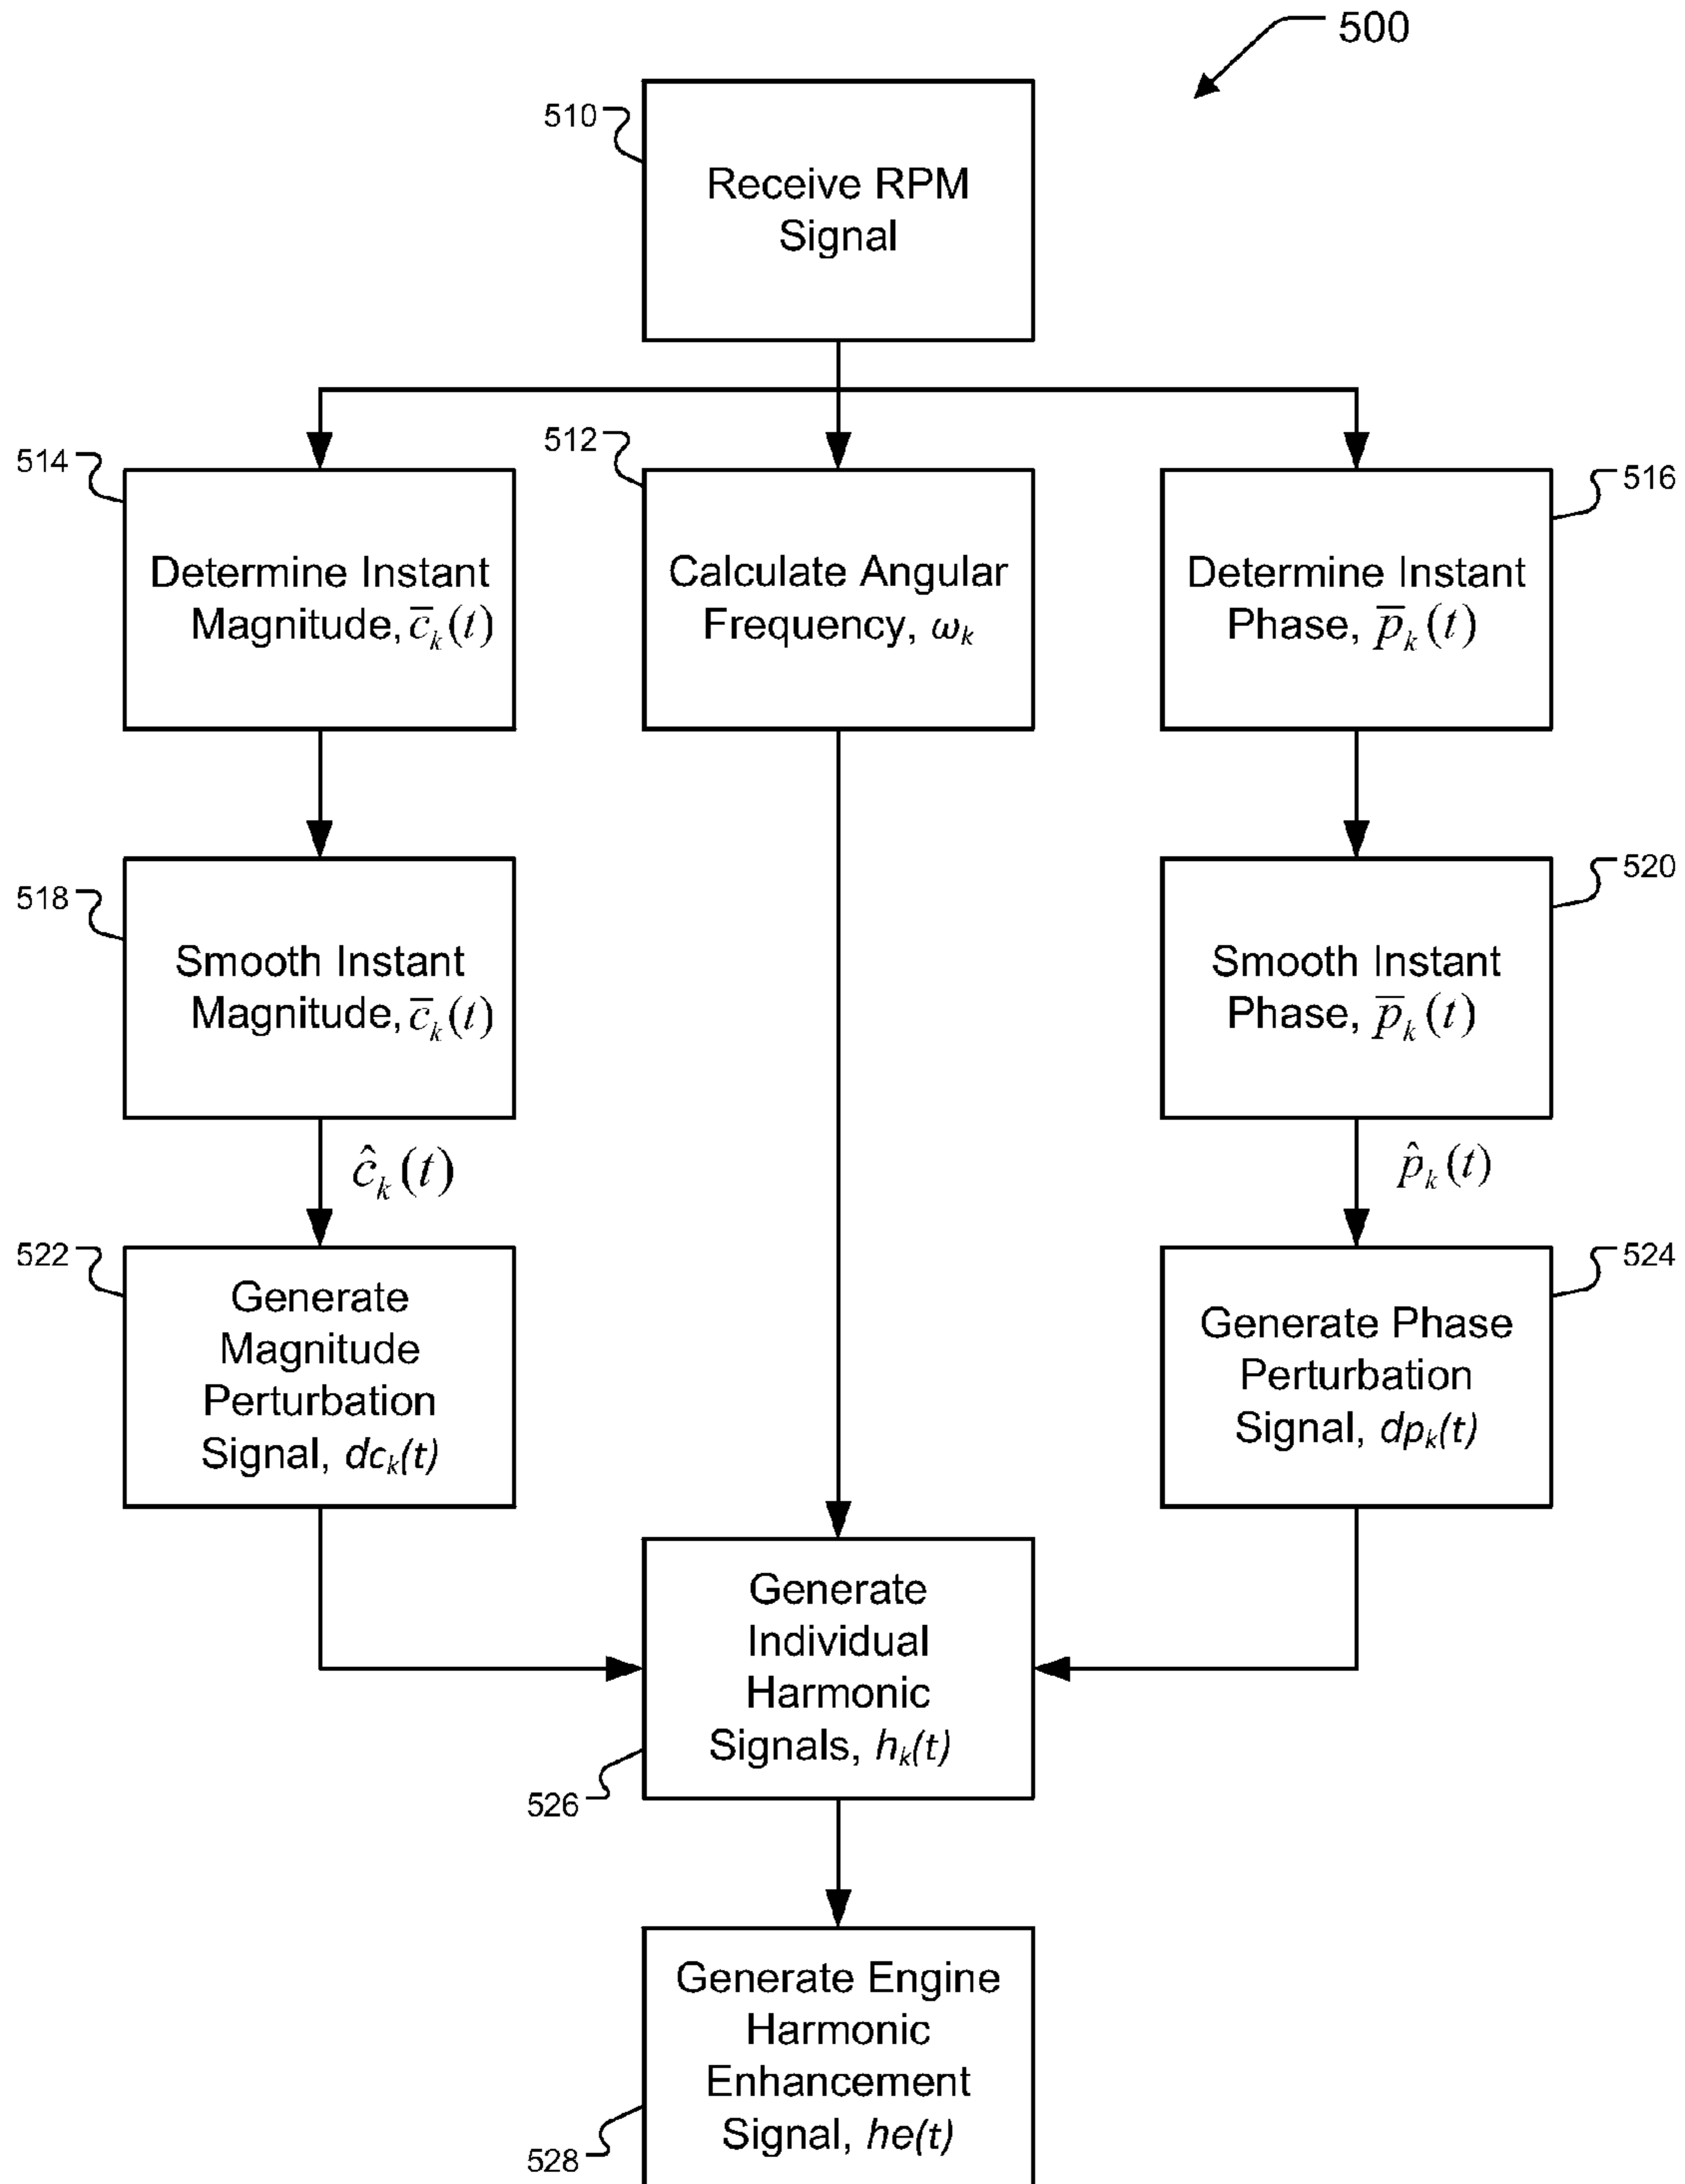 500
510
Receive RPM
Signal
514
Determine Instant
Magnitude, c̅ₖ(t)
512
Calculate Angular
Frequency, ωₖ
516
Determine Instant
Phase, p̅ₖ(t)
518
Smooth Instant
Magnitude, c̅ₖ(t)
520
Smooth Instant
Phase, p̅ₖ(t)
ĉₖ(t)
p̂ₖ(t)
522
Generate
Magnitude
Perturbation
Signal, dcₖ(t)
524
Generate Phase
Perturbation
Signal, dpₖ(t)
526
Generate
Individual
Harmonic
Signals, hₖ(t)
528
Generate Engine
Harmonic
Enhancement
Signal, he(t)